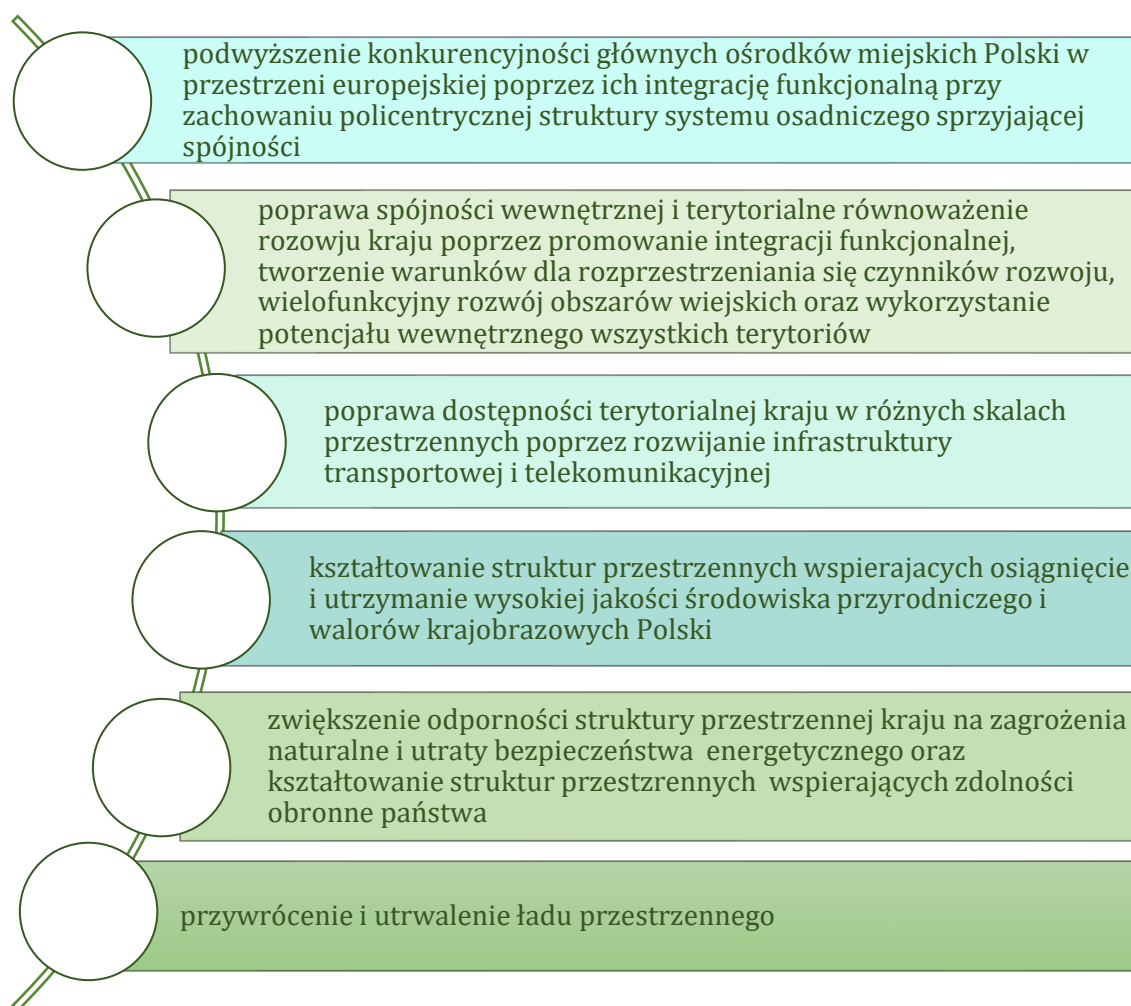 podwyższenie konkurencyjności głównych ośrodków miejskich Polski w
przestrzeni europejskiej poprzez ich integrację funkcjonalną przy
zachowaniu policentrycznej struktury systemu osadniczego sprzyjającej
spójności
poprawa spójności wewnętrznej i terytorialne równoważenie
rozowju kraju poprzez promowanie integracji funkcjonalnej,
tworzenie warunków dla rozprzestrzeniania się czynników rozwoju,
wielofunkcyjny rozwój obszarów wiejskich oraz wykorzystanie
potencjału wewnętrznego wszystkich terytoriów
poprawa dostępności terytorialnej kraju w różnych skalach
przestrzennych poprzez rozwijanie infrastruktury
transportowej i telekomunikacyjnej
kształtowanie struktur przestrzennych wspierajacych osiągnięcie
i utrzymanie wysokiej jakości środowiska przyrodniczego i
walorów krajobrazowych Polski
zwiększenie odporności struktury przestrzennej kraju na zagrożenia
naturalne i utraty bezpieczeństwa energetycznego oraz
kształtowanie struktur przestzrennych wspierających zdolności
obronne państwa
przywrócenie i utrwalenie ładu przestrzennego